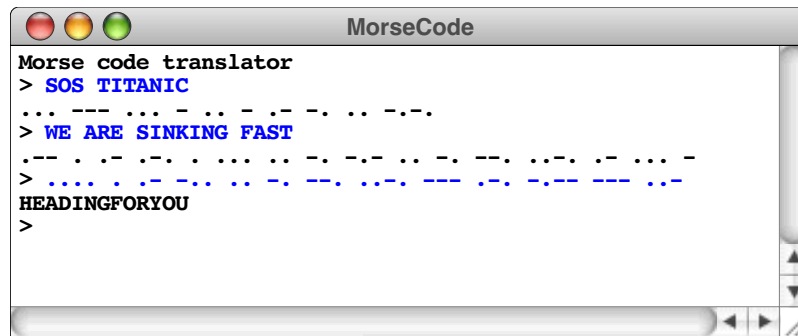 MorseCode
Morse code translator
> SOS TITANIC
... --- ... - .. - .- -. .. -.-.
> WE ARE SINKING FAST
.-- . .- .-. . ... .. -. -.- .. -. --. ..-. .- ... -
> .... . .- -.. .. -. --. ..-. --- .-. -.-- --- ..-
HEADINGFORYOU
>